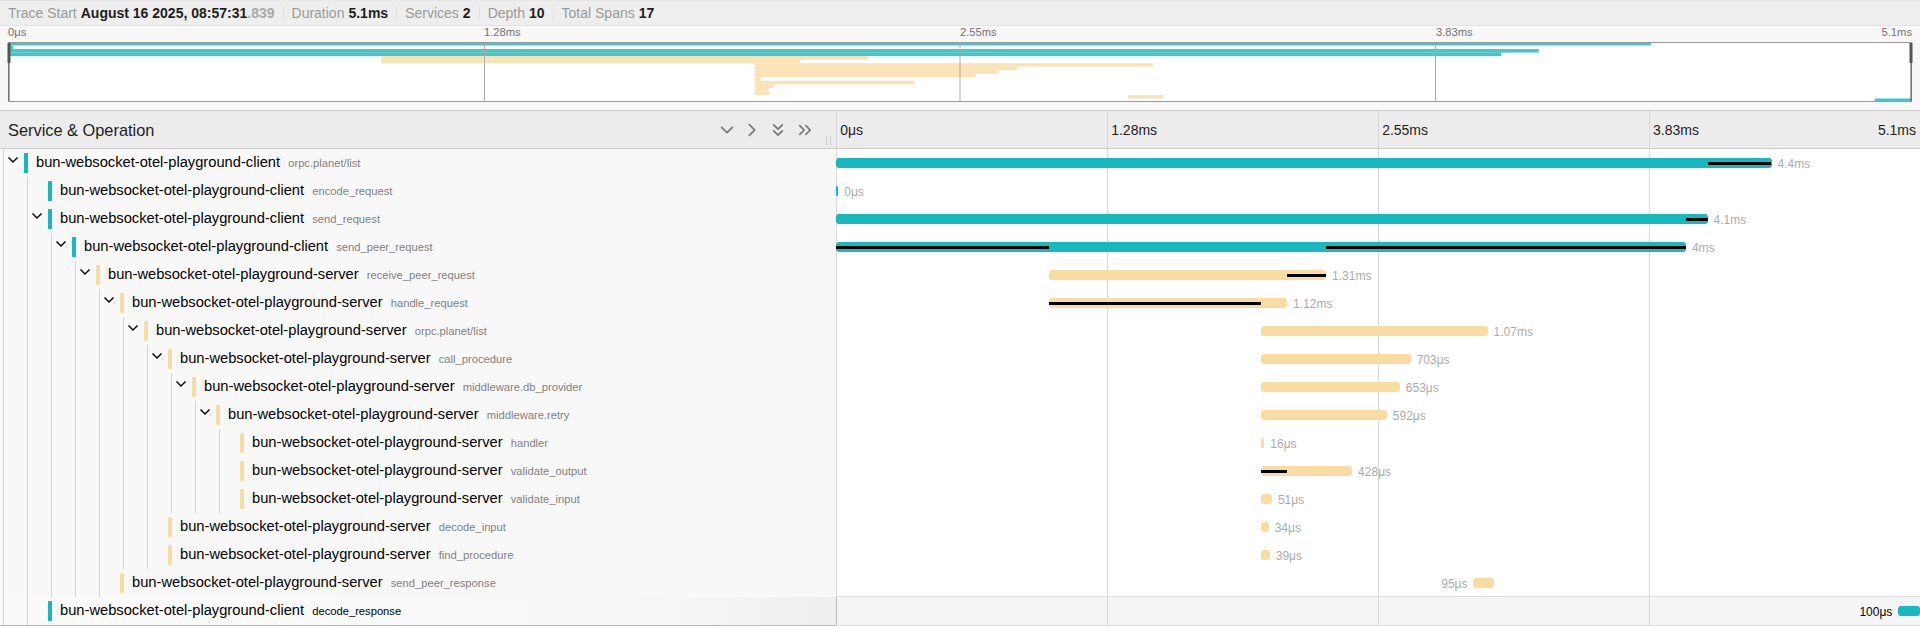 Trace Start August 16 2025, 08:57:31.839 Duration 5.1ms Services 2 Depth 10 Total Spans 17
0μs 1.28ms 2.55ms 3.83ms 5.1ms
Service & Operation 0μs 1.28ms 2.55ms 3.83ms 5.1ms
bun-websocket-otel-playground-client orpc.planet/list 4.4ms
bun-websocket-otel-playground-client encode_request 0μs
bun-websocket-otel-playground-client send_request 4.1ms
bun-websocket-otel-playground-client send_peer_request 4ms
bun-websocket-otel-playground-server receive_peer_request 1.31ms
bun-websocket-otel-playground-server handle_request 1.12ms
bun-websocket-otel-playground-server orpc.planet/list 1.07ms
bun-websocket-otel-playground-server call_procedure 703μs
bun-websocket-otel-playground-server middleware.db_provider 653μs
bun-websocket-otel-playground-server middleware.retry 592μs
bun-websocket-otel-playground-server handler 16μs
bun-websocket-otel-playground-server validate_output 428μs
bun-websocket-otel-playground-server validate_input 51μs
bun-websocket-otel-playground-server decode_input 34μs
bun-websocket-otel-playground-server find_procedure 39μs
bun-websocket-otel-playground-server send_peer_response 95μs
bun-websocket-otel-playground-client decode_response 100μs